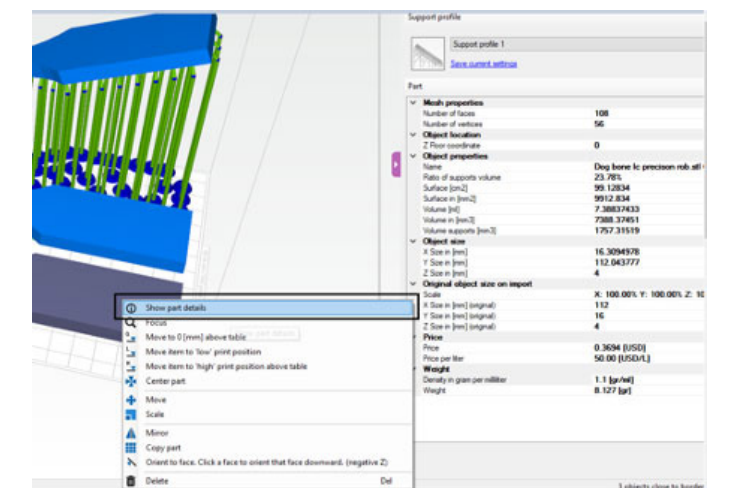 Support profile
Support profile 1
Save current settings
Part
Mesh properties
Number of faces 108
Number of vertices 56
Object location
Z Floor coordinate 0
Object properties
Name Dog bone lc precison rob.stl
Ratio of supports volume 23.78%
Surface [cm2] 99.12834
Surface in [mm2] 9912.834
Volume [ml] 7.38837433
Volume in [mm3] 7388.37451
Volume supports [mm3] 1757.31519
Object size
X Size in [mm] 16.3094978
Y Size in [mm] 112.043777
Z Size in [mm] 4
Original object size on import
Scale X: 100.00% Y: 100.00% Z: 10
X Size in [mm] (original) 112
Y Size in [mm] (original) 16
Z Size in [mm] (original) 4
Price
Price 0.3694 [USD]
Price per liter 50.00 [USD/L]
Weight
Density in gram per milliliter 1.1 [gr/ml]
Weight 8.127 [gr]
Show part details
Focus
Move to 0 [mm] above table
Move item to 'low' print position
Move item to 'high' print position above table
Center part
Move
Scale
Mirror
Copy part
Orient to face. Click a face to orient that face downward. (negative Z)
Delete Del
3 objects close to border